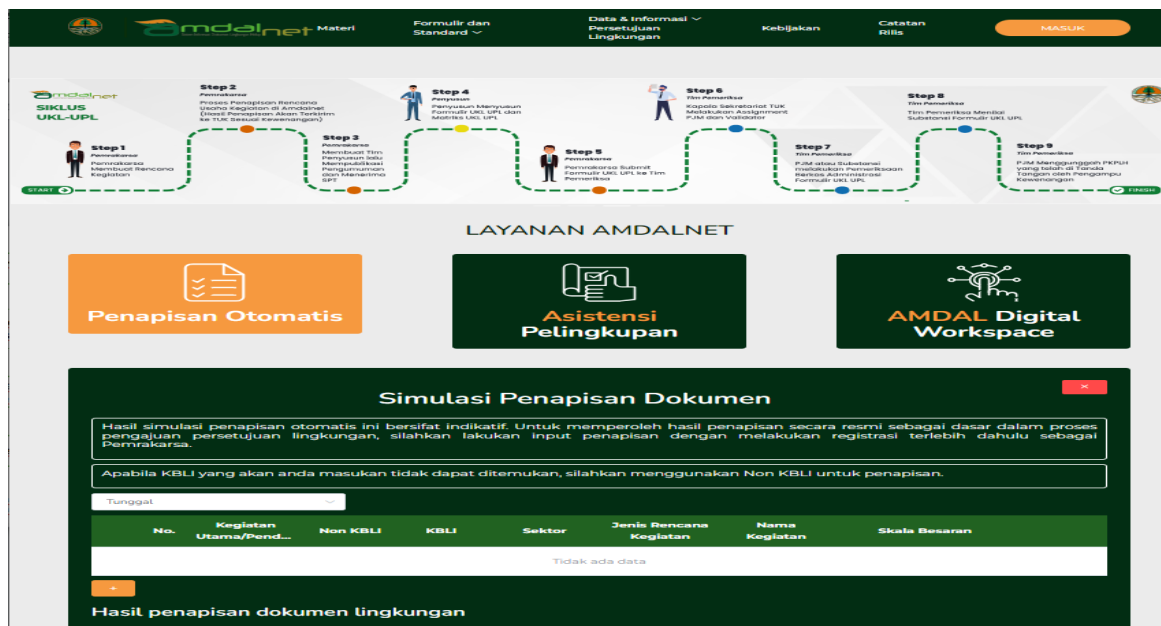 Amdalnet
Materi
Formulir dan
Standard
Data & Informasi
Persetujuan
Lingkungan
Kebijakan
Catatan
Rilis
MASUK
Amdalnet
SIKLUS
UKL-UPL
START
Step 1
Pemrakarsa
Pemrakarsa
Membuat Rencana
Kegiatan
Step 2
Pemrakarsa
Proses Penapisan Rencana
Usaha Kegiatan di Amdalnet
(Hasil Penapisan Akan Terkirim
ke TUK Sesuai Kewenangan)
Step 3
Pemrakarsa
Membuat Tim
Penyusun lalu
Mempublikasi
Pengumuman
dan Menerima
SPT
Step 4
Penyusun
Penyusun Menyusun
Formulir UKL UPL dan
Matriks UKL UPL
Step 5
Pemrakarsa
Pemrakarsa Submit
Formulir UKL UPL ke Tim
Pemeriksa
Step 6
Tim Pemeriksa
Kepala Sekretariat TUK
Melakukan Assignment
PJM dan Validator
Step 7
Tim Pemeriksa
PJM atau Substansi
melakukan Pemeriksaan
Berkas Administrasi
Formulir UKL UPL
Step 8
Tim Pemeriksa
Tim Pemeriksa Menilai
Substansi Formulir UKL UPL
Step 9
Tim Pemeriksa
PJM Menggunggah PKPLH
yang telah di Tanda
Tangan oleh Pengampu
Kewenangan
FINISH
LAYANAN AMDALNET
Penapisan Otomatis
Asistensi
Pelingkupan
AMDAL Digital
Workspace
Simulasi Penapisan Dokumen
×
Hasil simulasi penapisan otomatis ini bersifat indikatif. Untuk memperoleh hasil penapisan secara resmi sebagai dasar dalam proses
pengajuan persetujuan lingkungan, silahkan lakukan input penapisan dengan melakukan registrasi terlebih dahulu sebagai
Pemrakarsa.
Apabila KBLI yang akan anda masukan tidak dapat ditemukan, silahkan menggunakan Non KBLI untuk penapisan.
Tunggal
No.
Kegiatan
Utama/Pend...
Non KBLI
KBLI
Sektor
Jenis Rencana
Kegiatan
Nama
Kegiatan
Skala Besaran
Tidak ada data
+
Hasil penapisan dokumen lingkungan